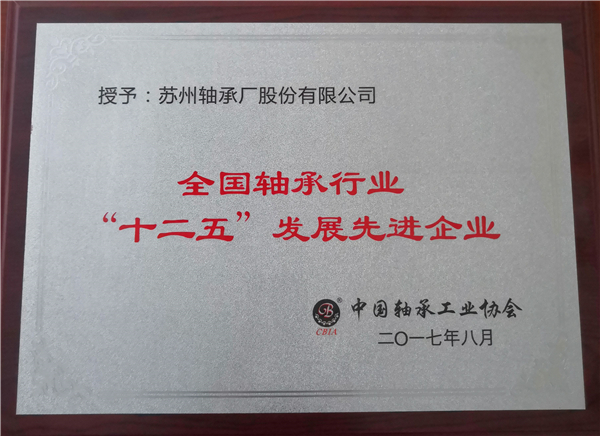 授予：苏州轴承厂股份有限公司
全国轴承行业
“十二五”发展先进企业
B ®
CBIA
中国轴承工业协会
二〇一七年八月